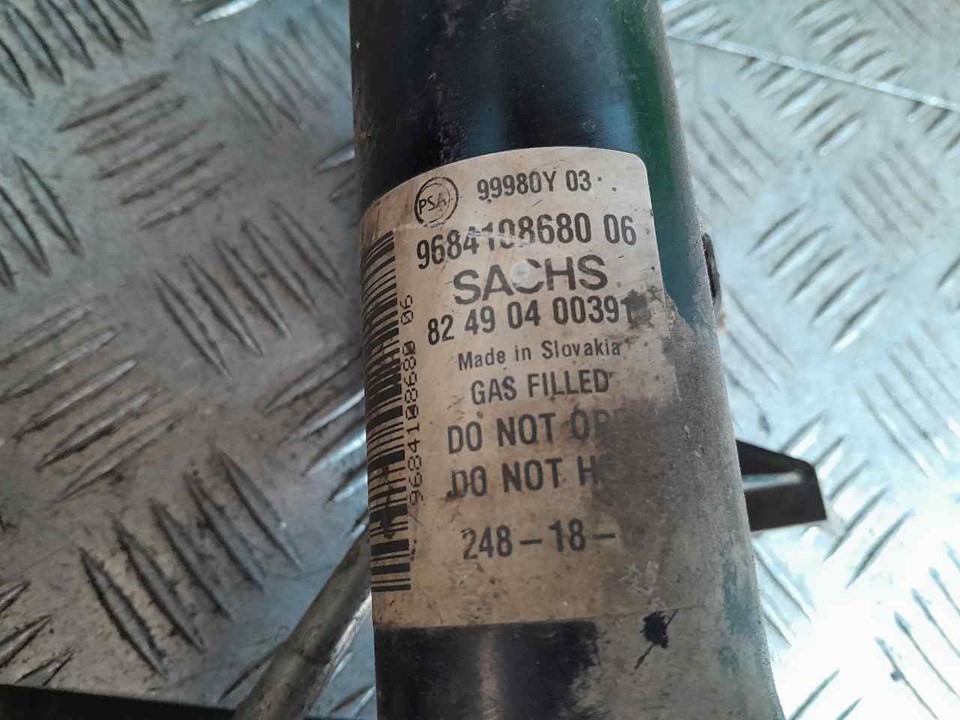 PSA 99980Y 03
9684108680 06
SACHS
82 49 04 00391
Made in Slovakia
GAS FILLED
DO NOT
DO NOT
248-18-
9684108680 06